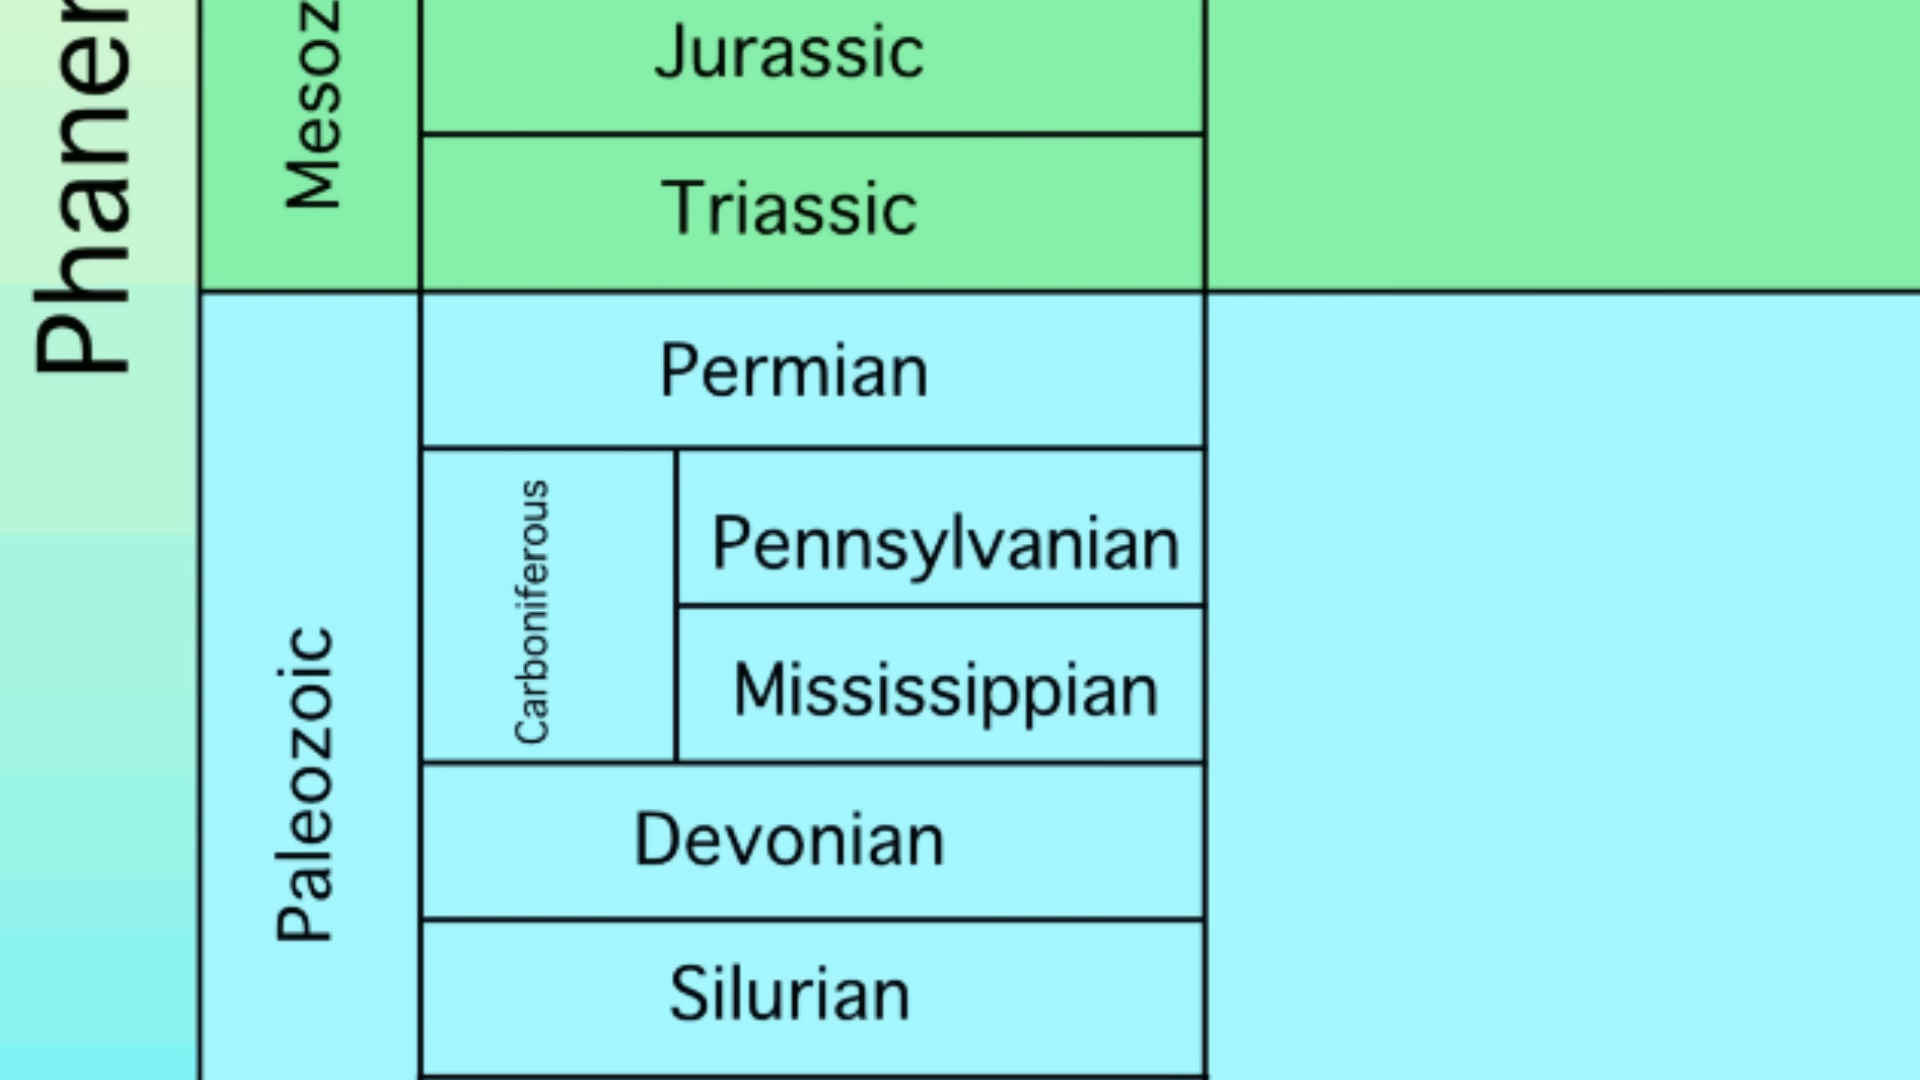 Phaner
Mesoz
Jurassic
Triassic
Paleozoic
Permian
Carboniferous
Pennsylvanian
Mississippian
Devonian
Silurian